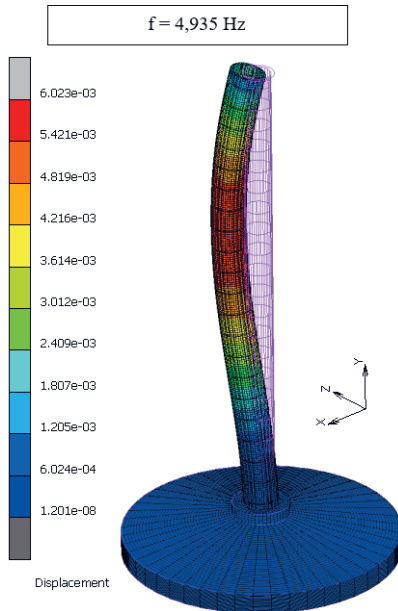 f = 4,935 Hz
6.023e-03
5.421e-03
4.819e-03
4.216e-03
3.614e-03
3.012e-03
2.409e-03
1.807e-03
1.205e-03
6.024e-04
1.201e-08
Displacement
Y
Z
X